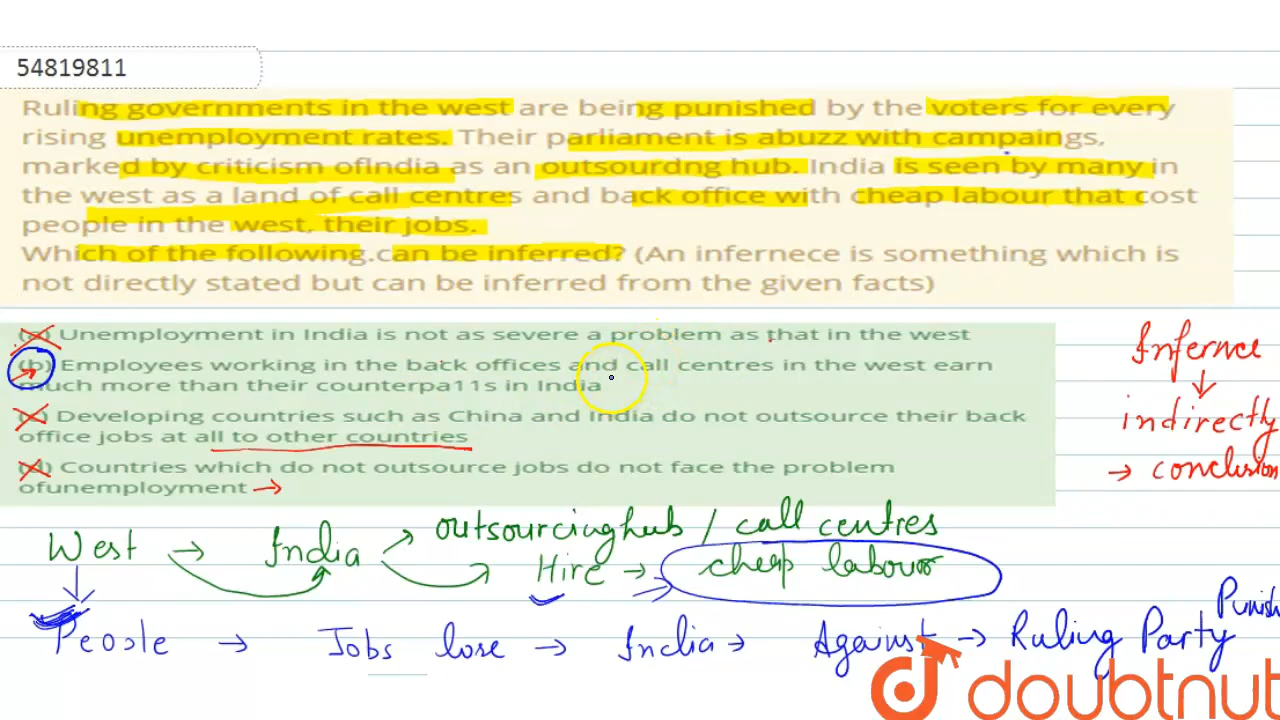 54819811
Ruling governments in the west are being punished by the voters for every
rising unemployment rates. Their parliament is abuzz with campaings,
marked by criticism ofIndia as an outsourdng hub. India is seen by many in
the west as a land of call centres and back office with cheap labour that cost
people in the west, their jobs.
Which of the following.can be inferred? (An infernece is something which is
not directly stated but can be inferred from the given facts)
(a) Unemployment in India is not as severe a problem as that in the west
(b) Employees working in the back offices and call centres in the west earn
much more than their counterpa11s in India
(c) Developing countries such as China and India do not outsource their back
office jobs at all to other countries
(d) Countries which do not outsource jobs do not face the problem
ofunemployment →
Infernce
↓
indirectly
→ conclusion
West → India → outsourcinghub / call centres
Hire → cheap labour
People → Jobs lose → India → Against → Ruling Party
Punish
doubtnut